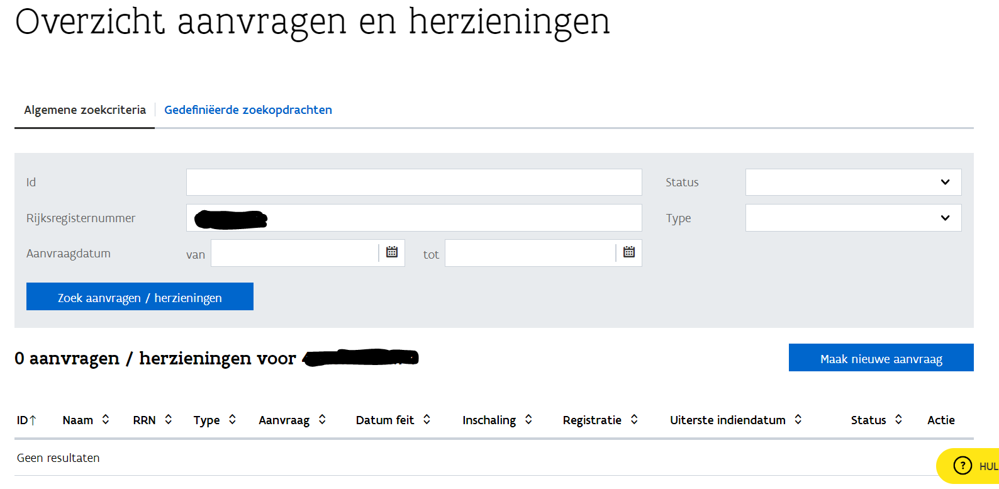 Overzicht aanvragen en herzieningen
Algemene zoekcriteria Gedefiniëerde zoekopdrachten
Id Status
Rijksregisternummer Type
Aanvraagdatum van tot
Zoek aanvragen / herzieningen
0 aanvragen / herzieningen voor
Maak nieuwe aanvraag
ID↑ Naam RRN Type Aanvraag Datum feit Inschaling Registratie Uiterste indiendatum Status Actie
Geen resultaten
? HUL